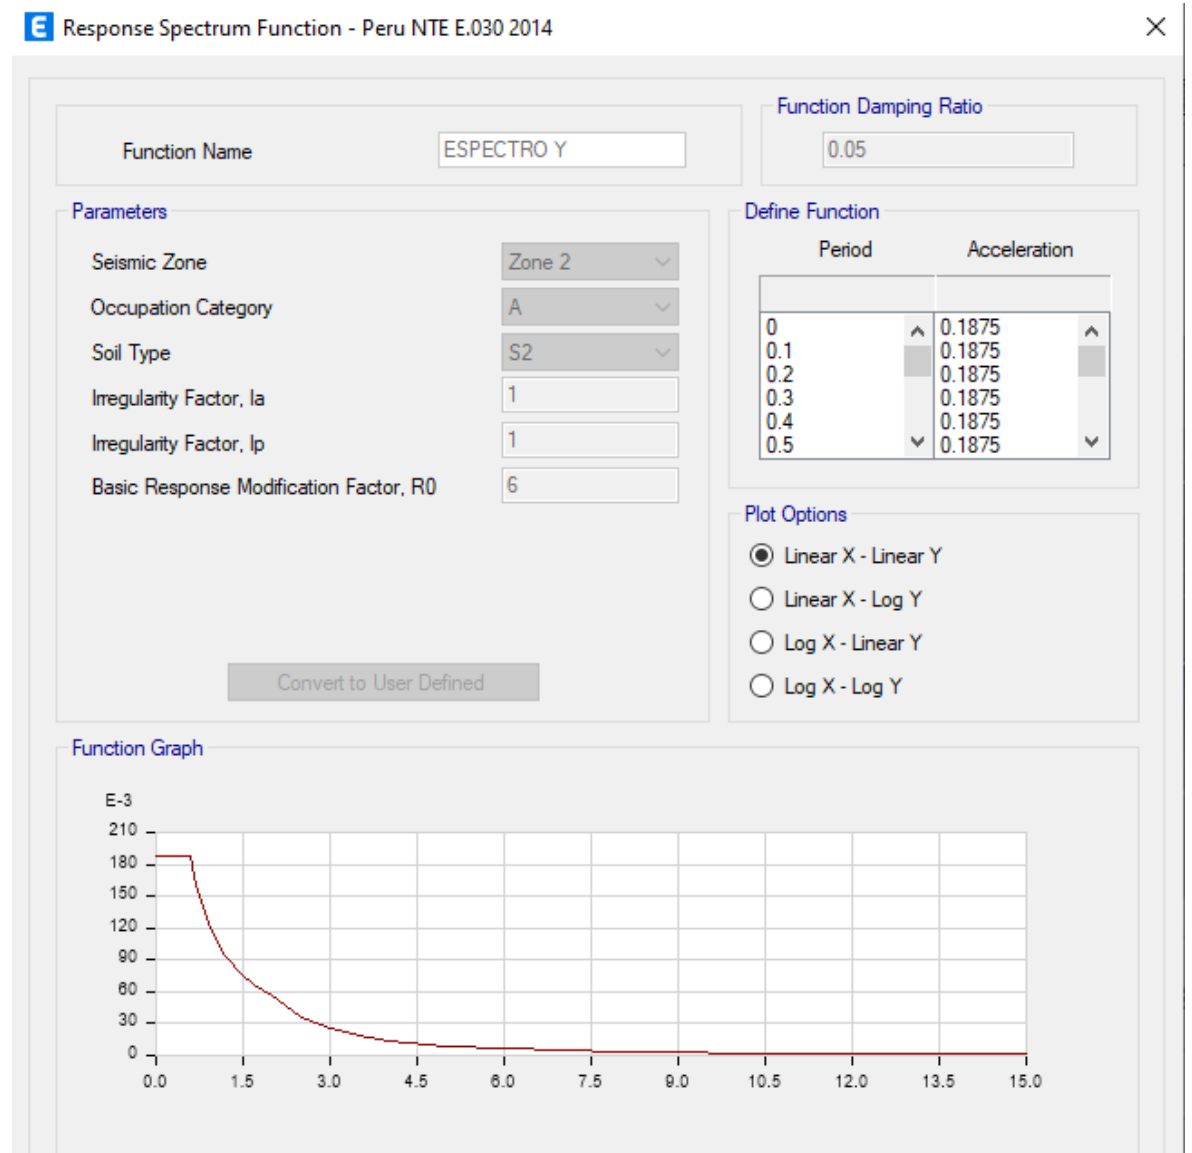 E Response Spectrum Function - Peru NTE E.030 2014
Function Name
ESPECTRO Y
Function Damping Ratio
0.05
Parameters
Seismic Zone
Zone 2
Occupation Category
A
Soil Type
S2
Irregularity Factor, Ia
1
Irregularity Factor, Ip
1
Basic Response Modification Factor, R0
6
Convert to User Defined
Define Function
Period Acceleration
0 0.1875
0.1 0.1875
0.2 0.1875
0.3 0.1875
0.4 0.1875
0.5 0.1875
Plot Options
Linear X - Linear Y
Linear X - Log Y
Log X - Linear Y
Log X - Log Y
Function Graph
E-3
210
180
150
120
90
60
30
0
0.0 1.5 3.0 4.5 6.0 7.5 9.0 10.5 12.0 13.5 15.0